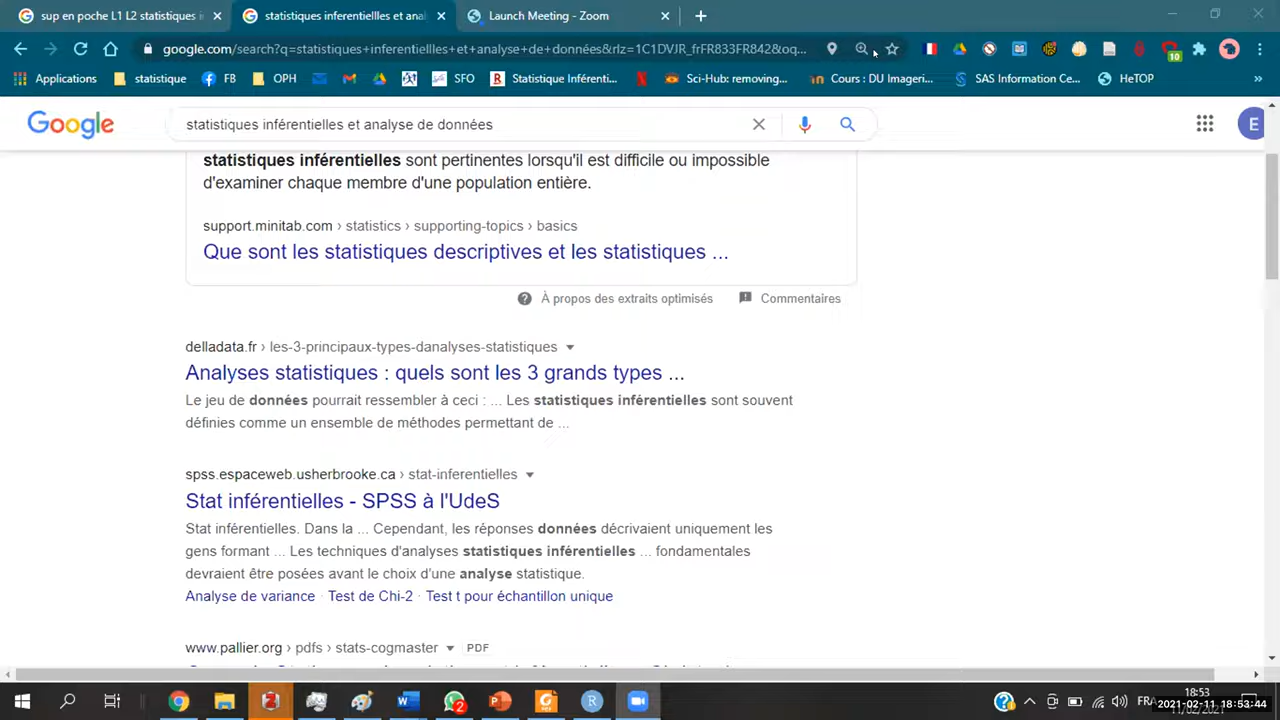 sup en poche L1 L2 statistiques i
statistiques inferentielles et anal
Launch Meeting - Zoom
google.com/search?q=statistiques+inferentiellles+et+analyse+de+données&rlz=1C1DVJR_frFR833FR842&oq...
10
Applications
statistique
FB
OPH
SFO
Statistique Inférenti...
Sci-Hub: removing...
Cours : DU Imageri...
SAS Information Ce...
HeTOP
»
Google
statistiques inférentielles et analyse de données
E
statistiques inférentielles sont pertinentes lorsqu'il est difficile ou impossible
d'examiner chaque membre d'une population entière.
support.minitab.com › statistics › supporting-topics › basics
Que sont les statistiques descriptives et les statistiques ...
À propos des extraits optimisés
Commentaires
delladata.fr › les-3-principaux-types-danalyses-statistiques
Analyses statistiques : quels sont les 3 grands types ...
Le jeu de données pourrait ressembler à ceci : ... Les statistiques inférentielles sont souvent
définies comme un ensemble de méthodes permettant de ...
spss.espaceweb.usherbrooke.ca › stat-inferentielles
Stat inférentielles - SPSS à l'UdeS
Stat inférentielles. Dans la ... Cependant, les réponses données décrivaient uniquement les
gens formant ... Les techniques d'analyses statistiques inférentielles ... fondamentales
devraient être posées avant le choix d'une analyse statistique.
Analyse de variance · Test de Chi-2 · Test t pour échantillon unique
www.pallier.org › pdfs › stats-cogmaster
PDF
2
FRA
18:53
2021-02-11 18:53:44